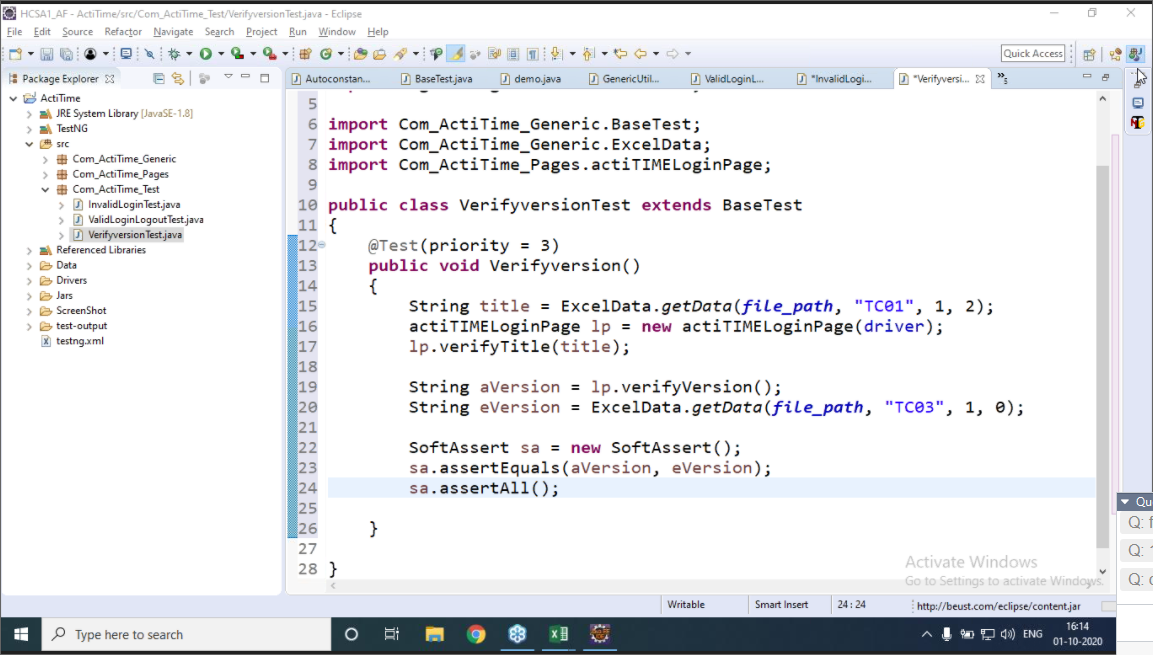 HCSA1_AF - ActiTime/src/Com_ActiTime_Test/VerifyversionTest.java - Eclipse
File Edit Source Refactor Navigate Search Project Run Window Help
Quick Access
Package Explorer
Autoconstan... BaseTest.java demo.java GenericUtil... ValidLoginL... *InvalidLogi... *Verifyversi... »5
ActiTime
JRE System Library [JavaSE-1.8]
TestNG
src
Com_ActiTime_Generic
Com_ActiTime_Pages
Com_ActiTime_Test
InvalidLoginTest.java
ValidLoginLogoutTest.java
VerifyversionTest.java
Referenced Libraries
Data
Drivers
Jars
ScreenShot
test-output
testng.xml
5
6 import Com_ActiTime_Generic.BaseTest;
7 import Com_ActiTime_Generic.ExcelData;
8 import Com_ActiTime_Pages.actiTIMELoginPage;
9
10 public class VerifyversionTest extends BaseTest
11 {
12 @Test(priority = 3)
13 public void Verifyversion()
14 {
15 String title = ExcelData.getData(file_path, "TC01", 1, 2);
16 actiTIMELoginPage lp = new actiTIMELoginPage(driver);
17 lp.verifyTitle(title);
18
19 String aVersion = lp.verifyVersion();
20 String eVersion = ExcelData.getData(file_path, "TC03", 1, 0);
21
22 SoftAssert sa = new SoftAssert();
23 sa.assertEquals(aVersion, eVersion);
24 sa.assertAll();
25
26 }
27
28 }
Qu
Q: f
Q:
Q:
Activate Windows
Go to Settings to activate Windows.
Writable Smart Insert 24 : 24 http://beust.com/eclipse/content.jar
Type here to search
ENG
16:14
01-10-2020